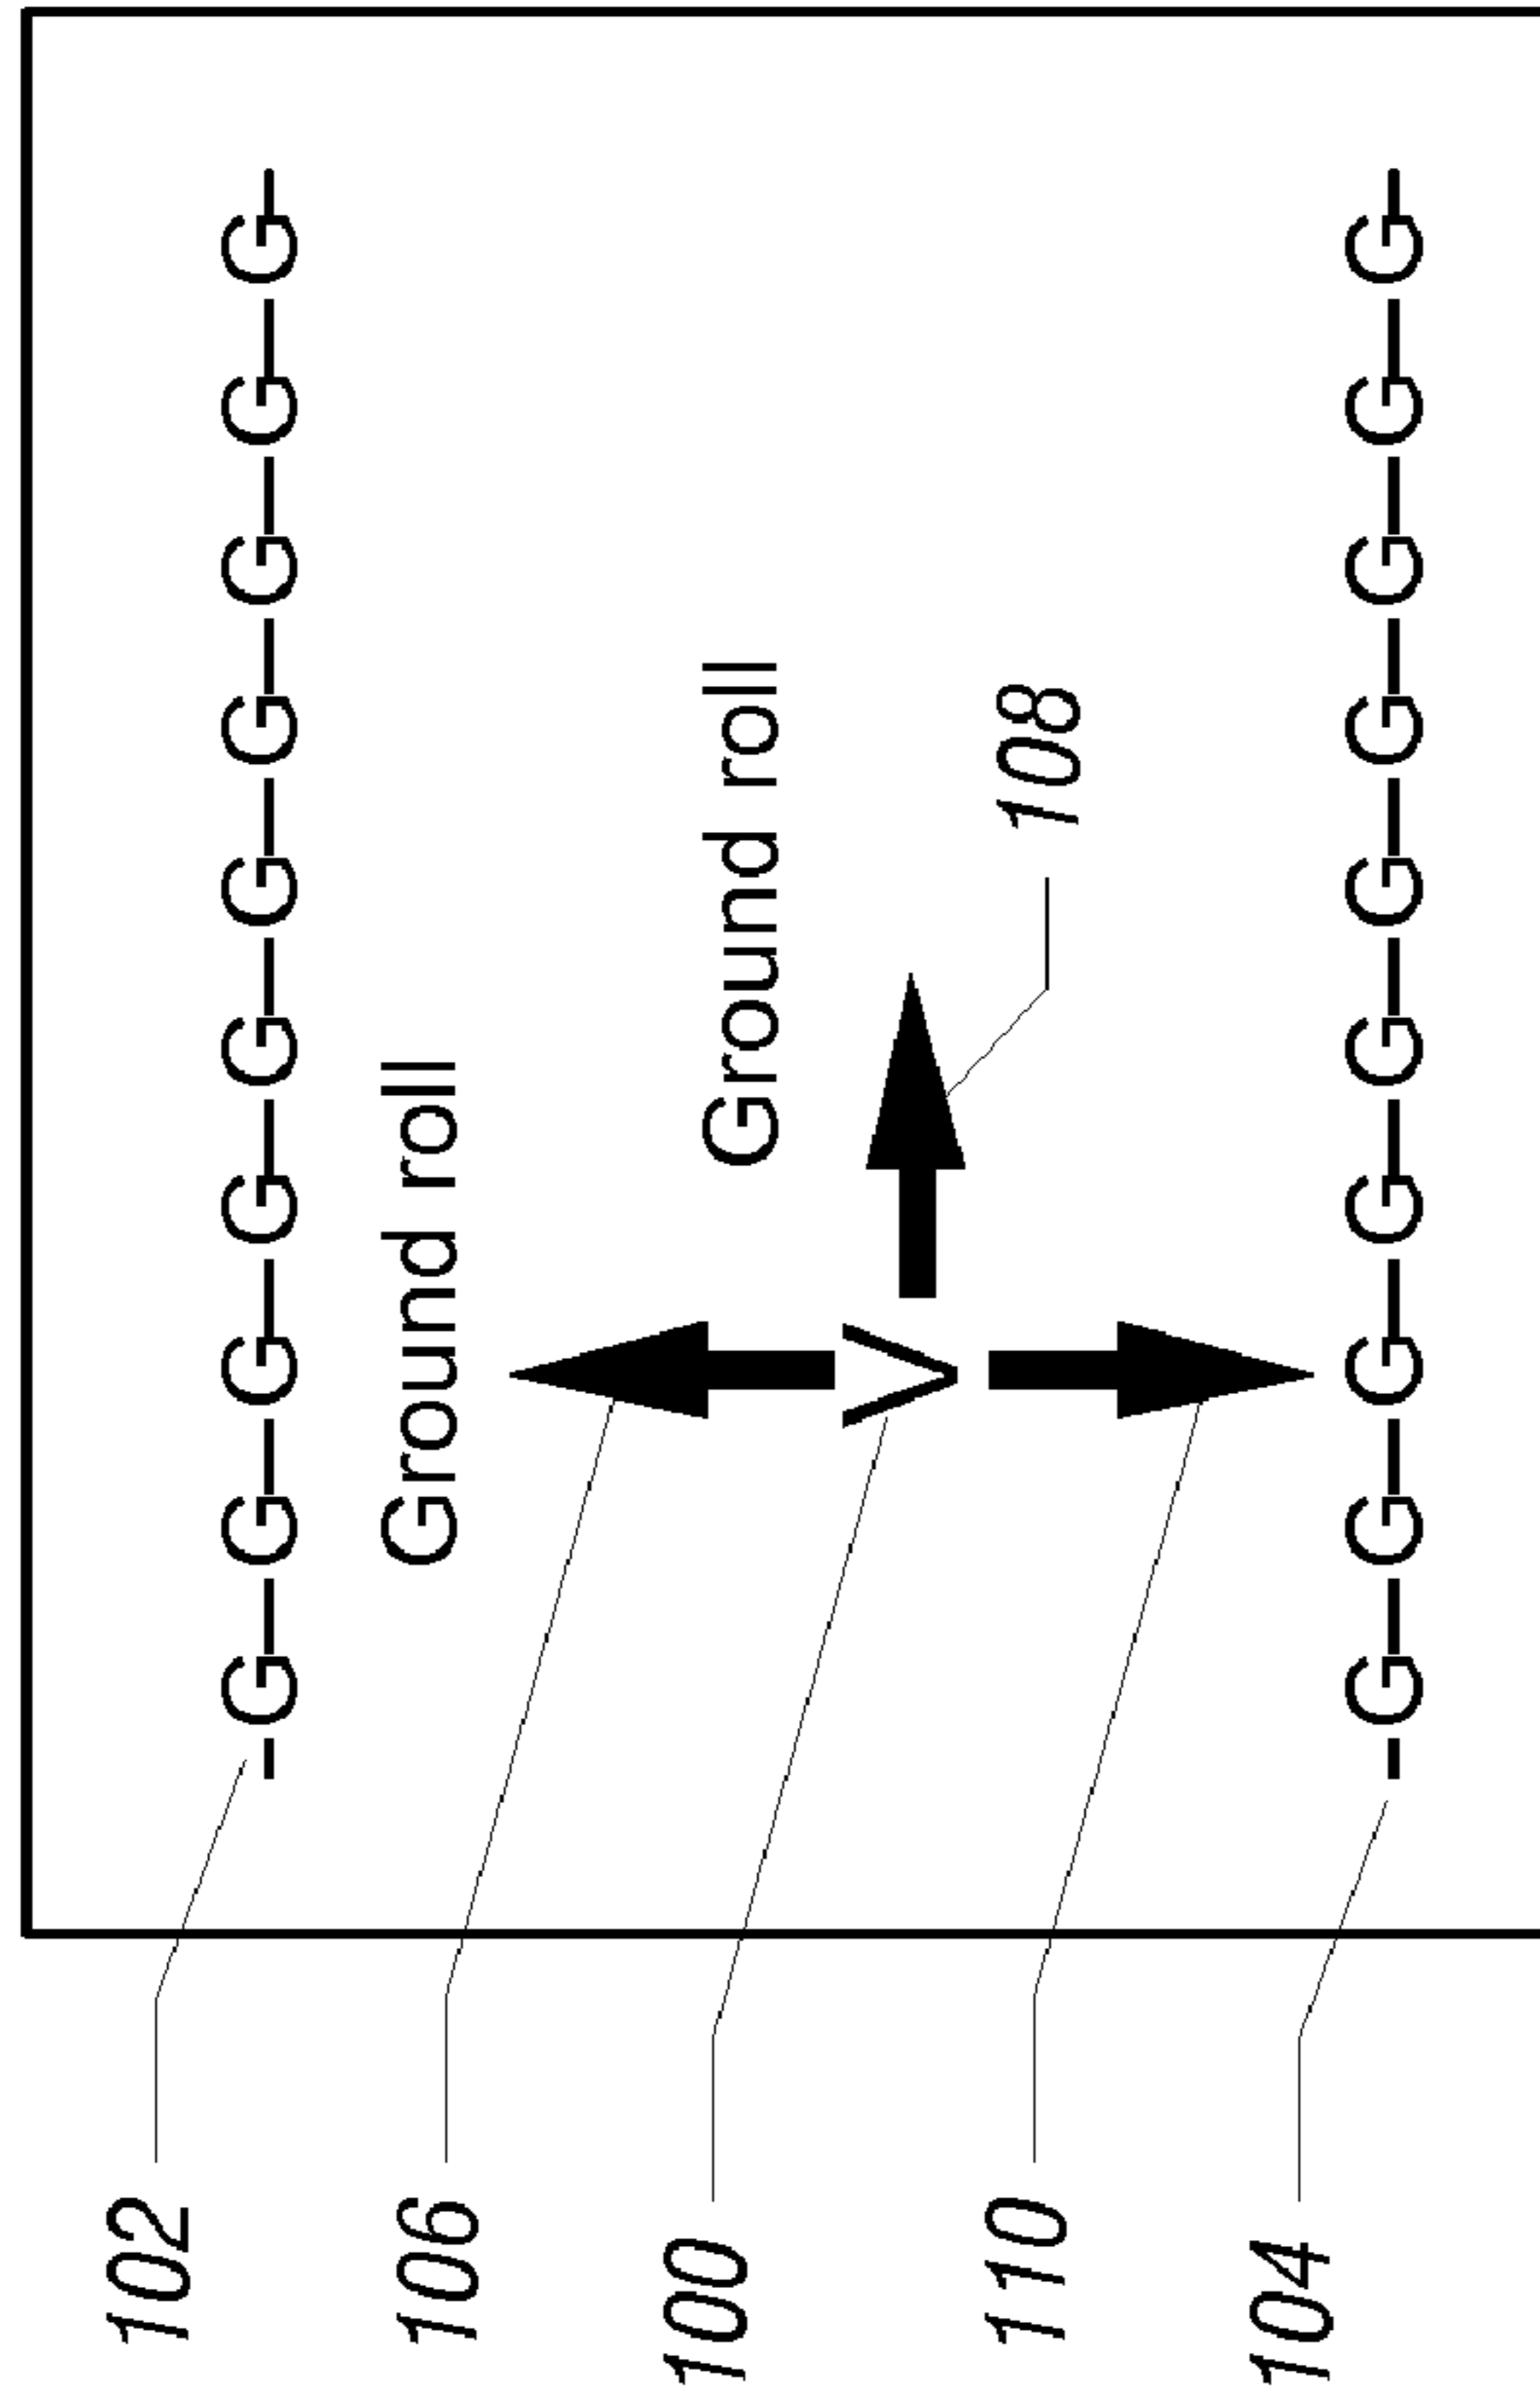 102
-G—G—G—G—G—G—G—G—G—G-
106 Ground roll
100 Ground roll
V
110 108
104
-G—G—G—G—G—G—G—G—G—G-